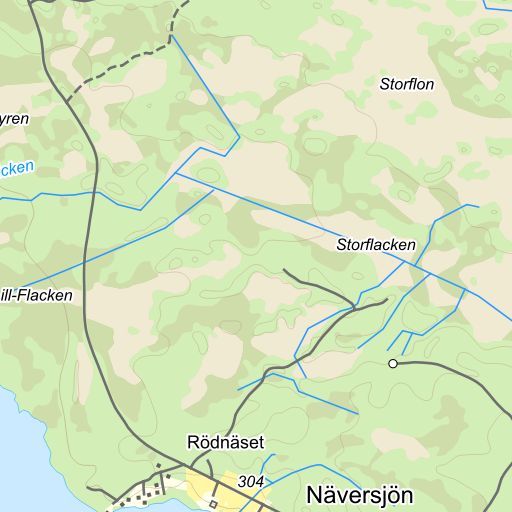 Storflon
yren
cken
Storflacken
ill-Flacken
Rödnäset
304
Näversjön